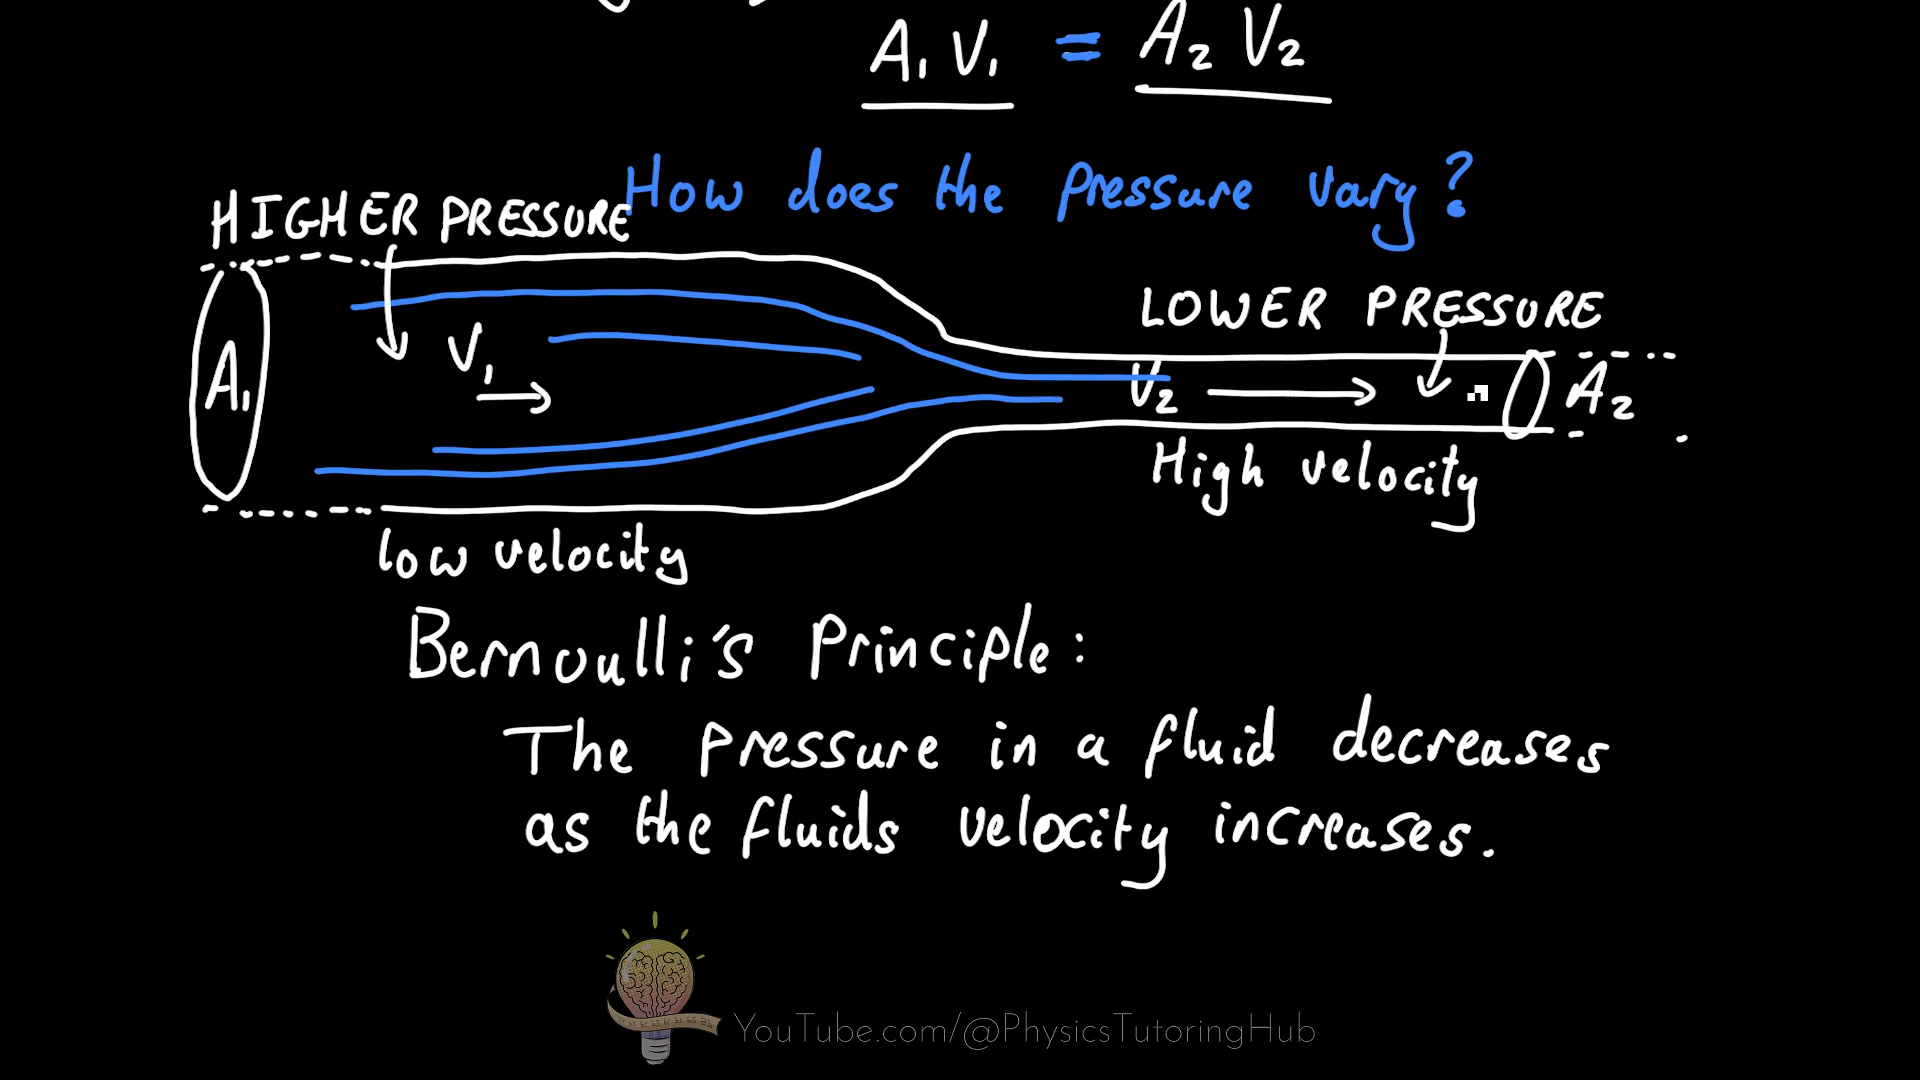 A₁ V₁ = A₂ V₂
How does the pressure vary?
HIGHER PRESSURE
LOWER PRESSURE
A₁
V₁
V₂
A₂
High velocity
low velocity
Bernoulli's Principle:
The pressure in a fluid decreases
as the fluids velocity increases.
YouTube.com/@PhysicsTutoringHub